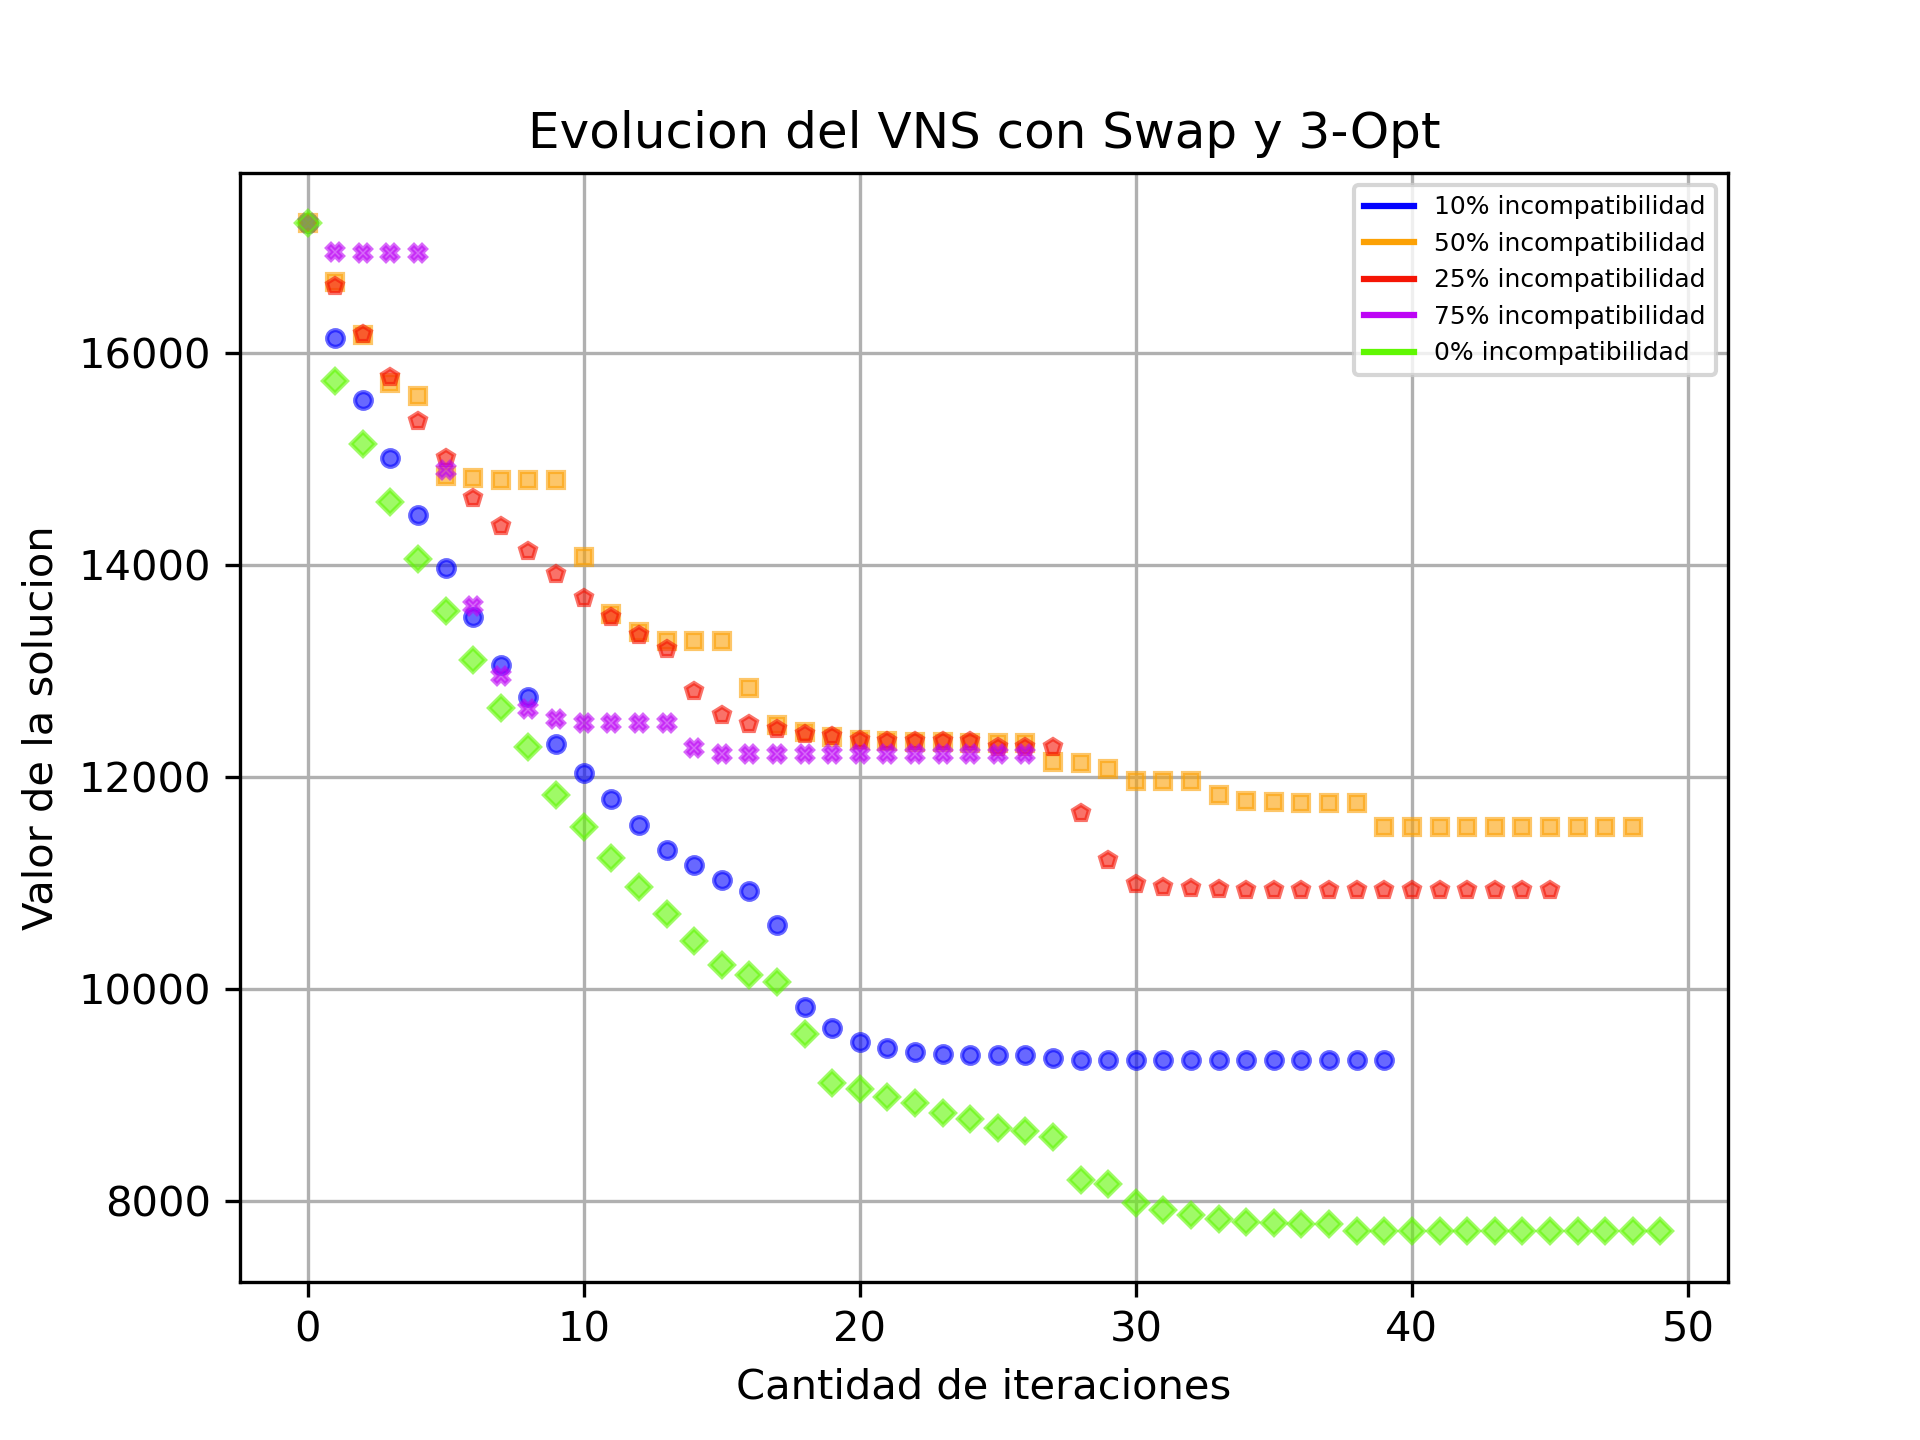 Evolucion del VNS con Swap y 3-Opt
10% incompatibilidad
50% incompatibilidad
25% incompatibilidad
75% incompatibilidad
0% incompatibilidad
Valor de la solucion
16000
14000
12000
10000
8000
0 10 20 30 40 50
Cantidad de iteraciones